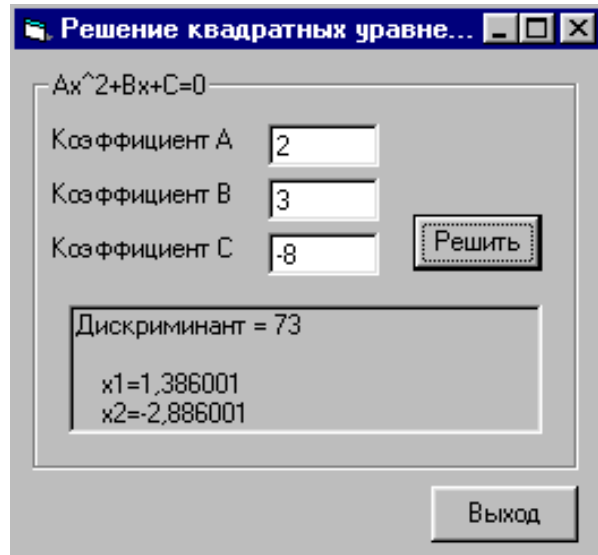 Решение квадратных уравне...
Ax^2+Bx+C=0
Коэффициент A
2
Коэффициент B
3
Коэффициент C
-8
Решить
Дискриминант = 73
x1=1,386001
x2=-2,886001
Выход